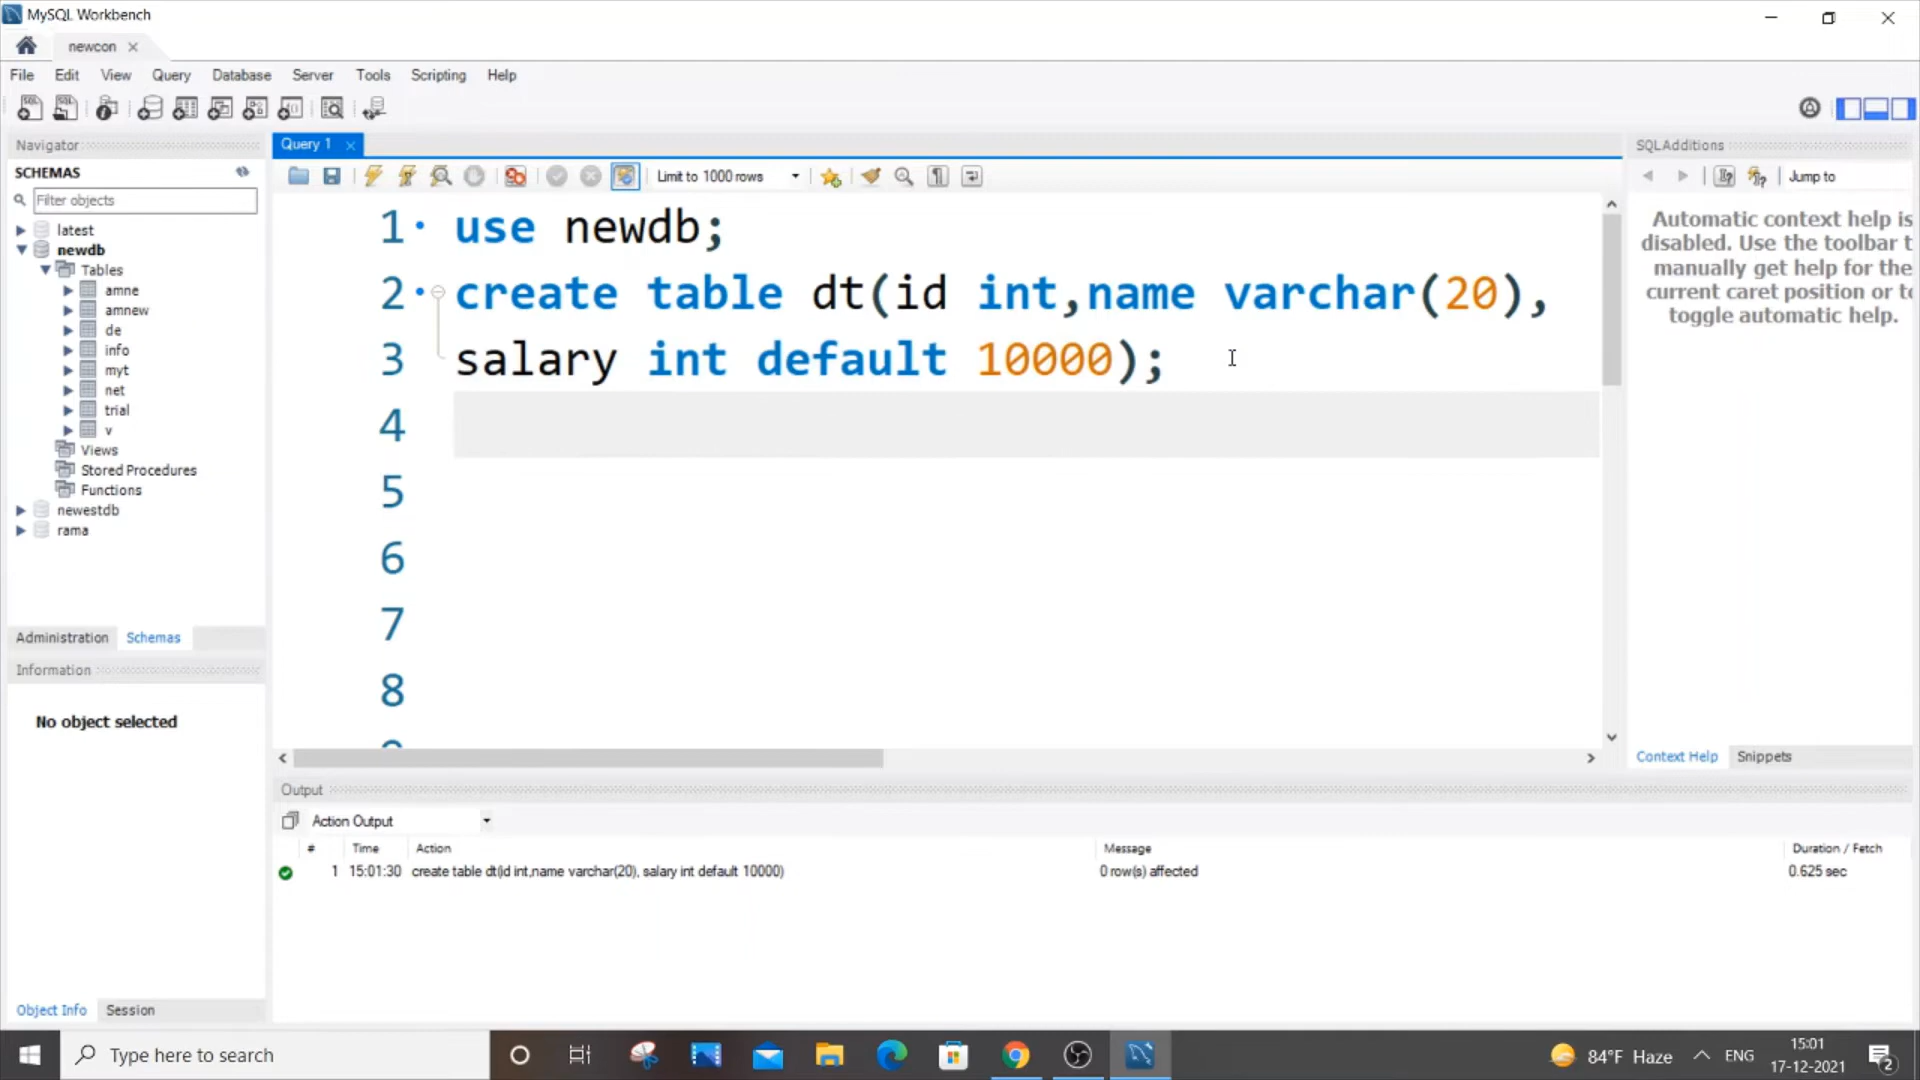 MySQL Workbench
newcon
File Edit View Query Database Server Tools Scripting Help
Navigator
SCHEMAS
Filter objects
latest
newdb
Tables
amne
amnew
de
info
myt
net
trial
v
Views
Stored Procedures
Functions
newestdb
rama
Administration Schemas
Information
No object selected
Object Info Session
Query 1
Limit to 1000 rows
1 use newdb;
2 create table dt(id int,name varchar(20),
3 salary int default 10000);
4
5
6
7
8
SQLAdditions
Jump to
Automatic context help is
disabled. Use the toolbar t
manually get help for the
current caret position or to
toggle automatic help.
Context Help Snippets
Output
Action Output
# Time Action Message Duration / Fetch
1 15:01:30 create table dt(id int,name varchar(20), salary int default 10000) 0 row(s) affected 0.625 sec
Type here to search
84°F Haze
ENG
15:01
17-12-2021
2